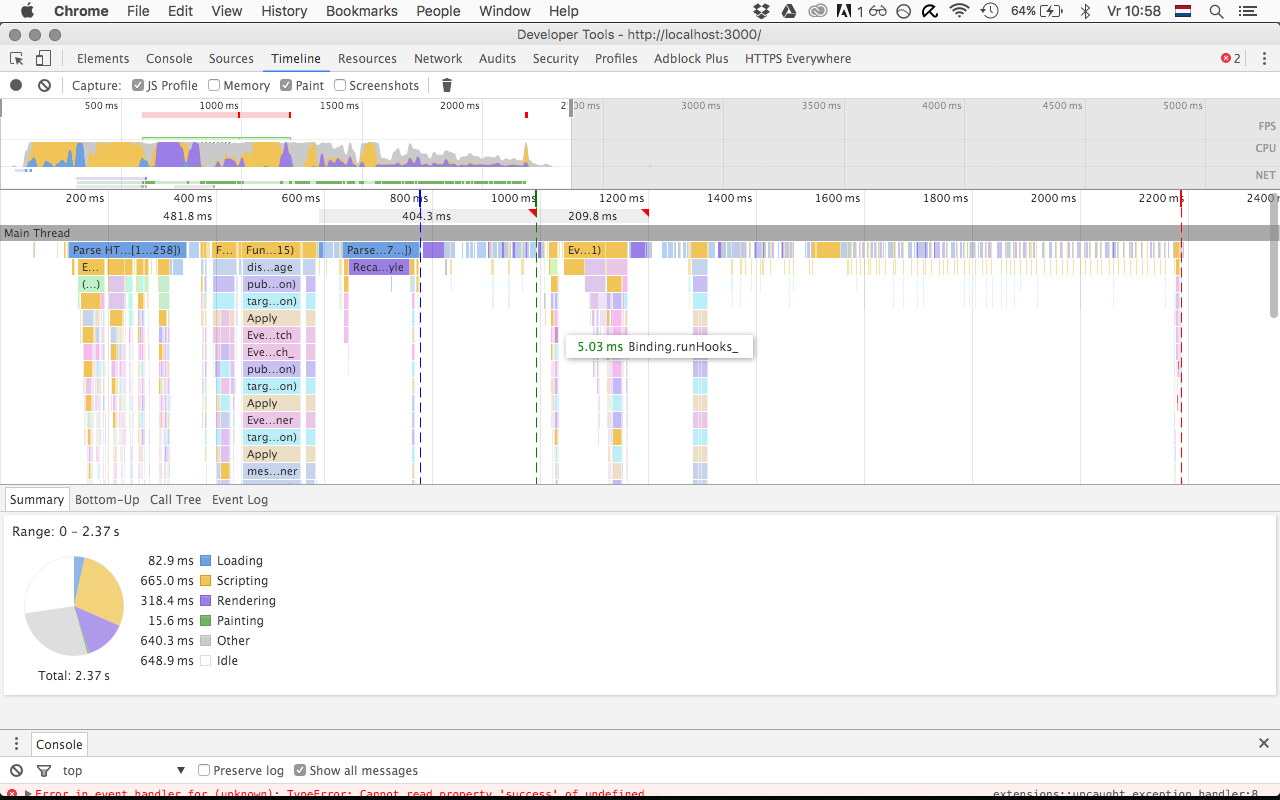 Chrome File Edit View History Bookmarks People Window Help 1 64% Vr 10:58
Developer Tools - http://localhost:3000/
Elements Console Sources Timeline Resources Network Audits Security Profiles Adblock Plus HTTPS Everywhere 2
Capture: JS Profile Memory Paint Screenshots
500 ms 1000 ms 1500 ms 2000 ms 2500 ms 3000 ms 3500 ms 4000 ms 4500 ms 5000 ms
FPS
CPU
NET
200 ms 400 ms 600 ms 800 ms 1000 ms 1200 ms 1400 ms 1600 ms 1800 ms 2000 ms 2200 ms 2400
481.8 ms 404.3 ms 209.8 ms
Main Thread
Parse HT...[1...258]) F... Fun...15) Parse...7...]) Ev...1)
E... dis...age Reca...yle
(...) pub...on)
targ...on)
Apply
Eve...tch
5.03 ms Binding.runHooks_
Eve...ch_
pub...on)
targ...on)
Apply
Eve...ner
targ...on)
Apply
mes...ner
Summary Bottom-Up Call Tree Event Log
Range: 0 – 2.37 s
82.9 ms Loading
665.0 ms Scripting
318.4 ms Rendering
15.6 ms Painting
640.3 ms Other
648.9 ms Idle
Total: 2.37 s
Console
top Preserve log Show all messages
Error in event handler for (unknown): TypeError: Cannot read property 'success' of undefined extensions::uncaught_exception_handler:8